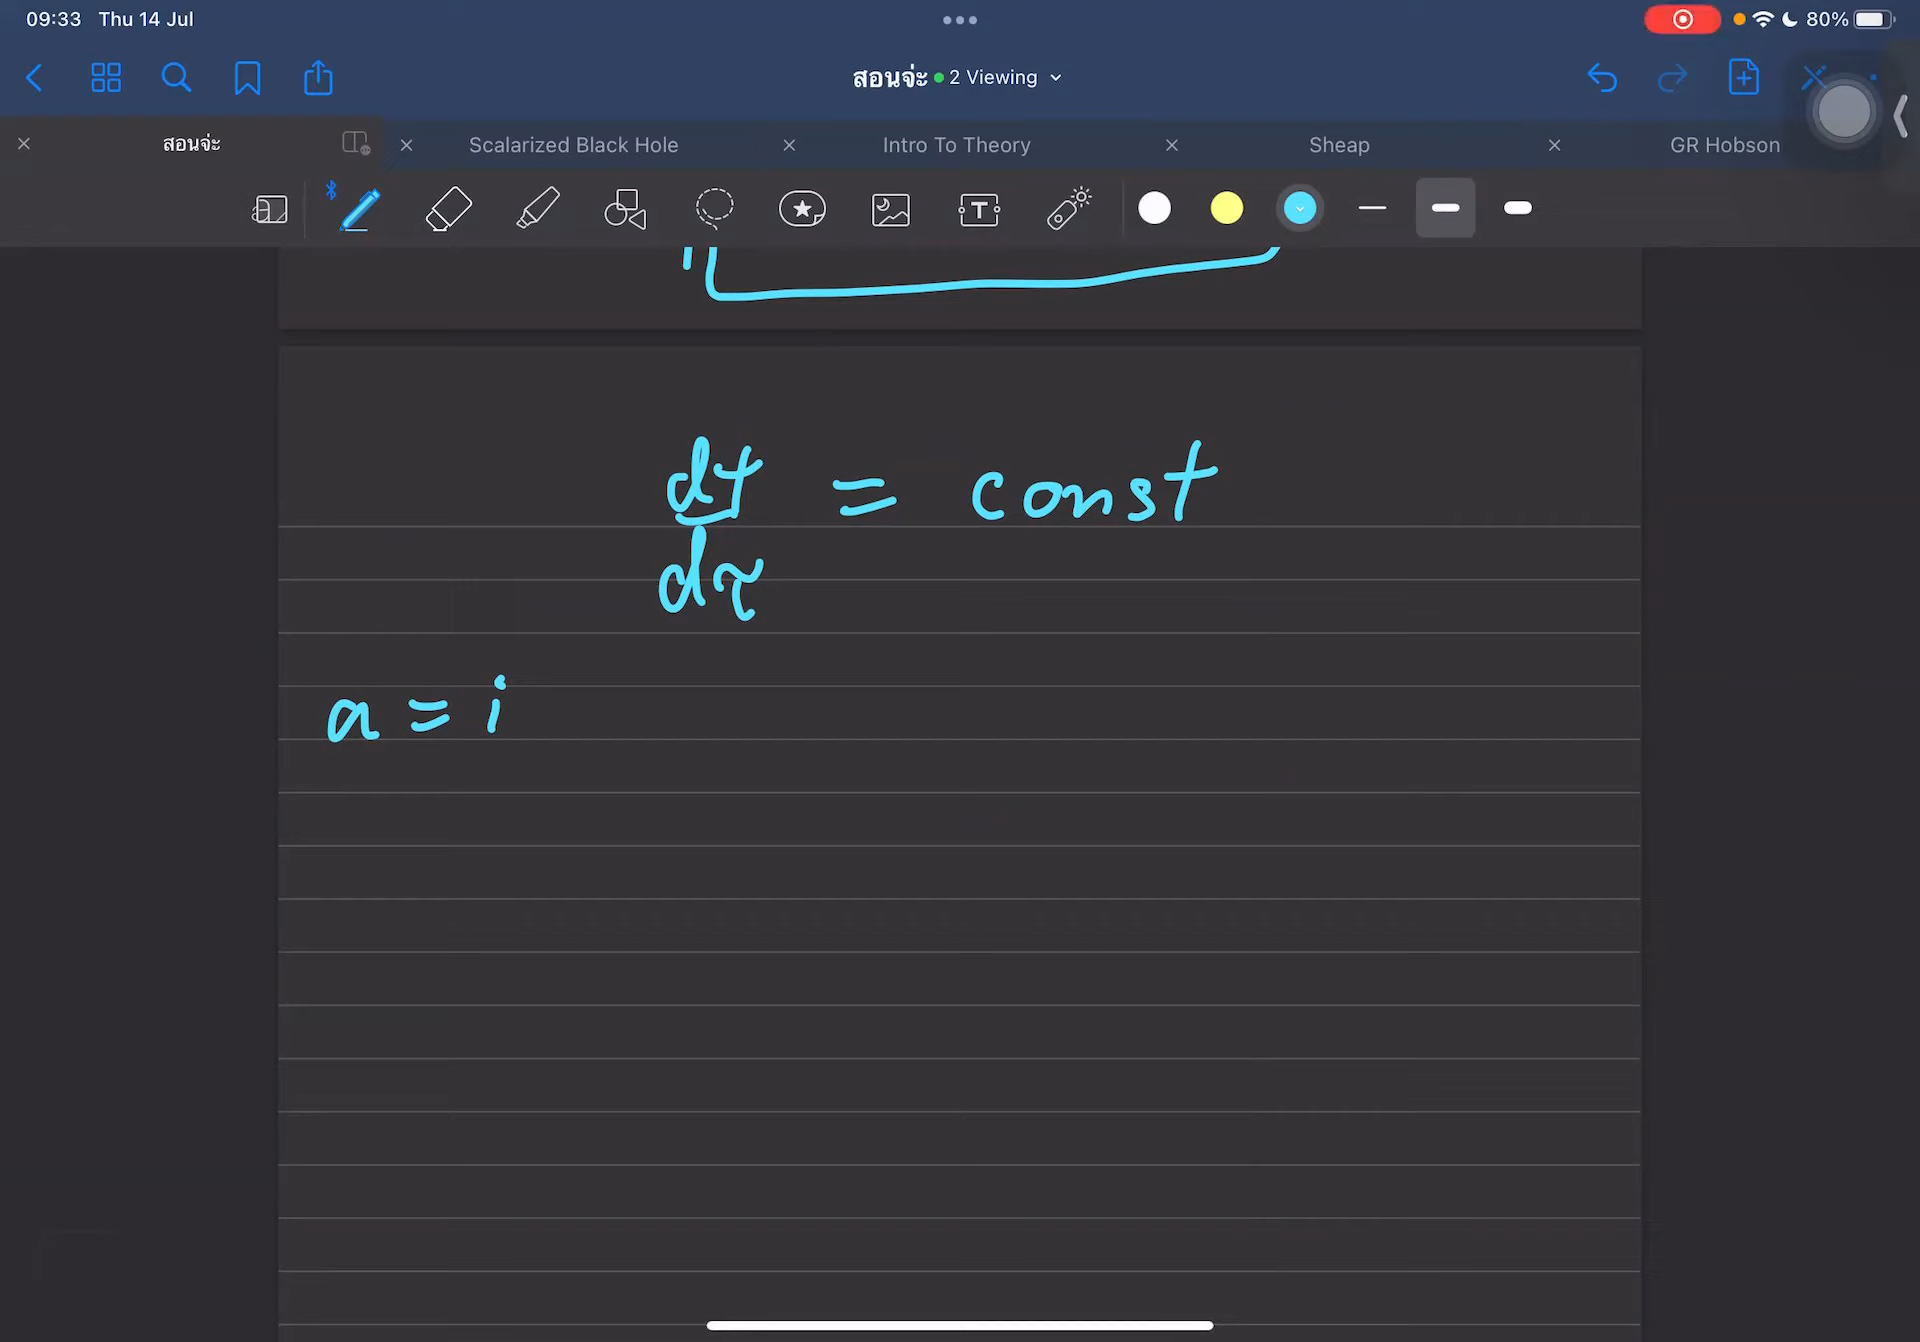 09:33 Thu 14 Jul
80%
สอนจ่ะ 2 Viewing
สอนจ่ะ
Scalarized Black Hole
Intro To Theory
Sheap
GR Hobson
T
dt/dτ = const
a = i